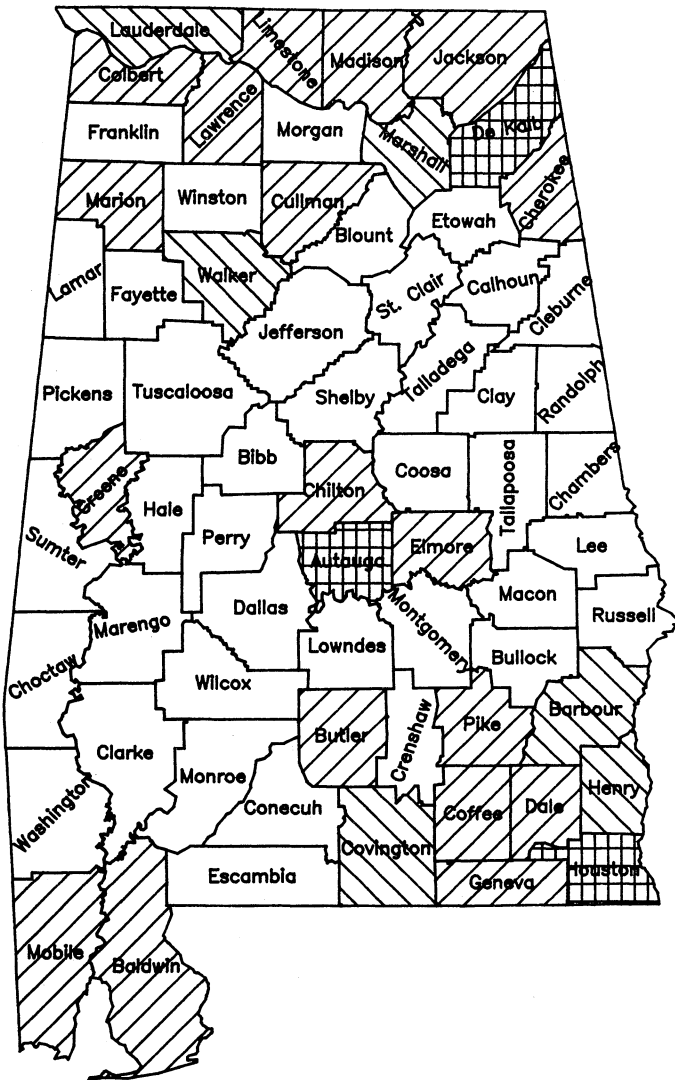 Lauderdale
Limestone
Madison
Jackson
Colbert
Lawrence
Franklin
Morgan
Marshall
De Kalb
Cherokee
Marion
Winston
Cullman
Blount
Etowah
Lamar
Fayette
Walker
Jefferson
St. Clair
Calhoun
Cleburne
Pickens
Tuscaloosa
Shelby
Talladega
Clay
Randolph
Bibb
Greene
Hale
Perry
Chilton
Coosa
Tallapoosa
Chambers
Sumter
Autauga
Elmore
Lee
Marengo
Dallas
Lowndes
Montgomery
Macon
Russell
Choctaw
Wilcox
Bullock
Clarke
Monroe
Butler
Crenshaw
Pike
Barbour
Washington
Conecuh
Covington
Coffee
Dale
Henry
Escambia
Geneva
Houston
Mobile
Baldwin